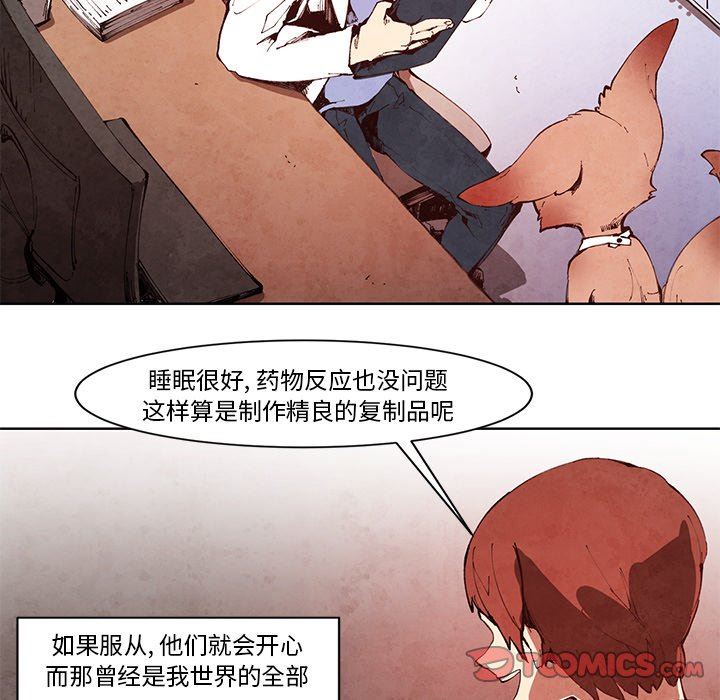 睡眠很好, 药物反应也没问题
这样算是制作精良的复制品呢
如果服从, 他们就会开心
而那曾经是我世界的全部
TOOMICS.COM